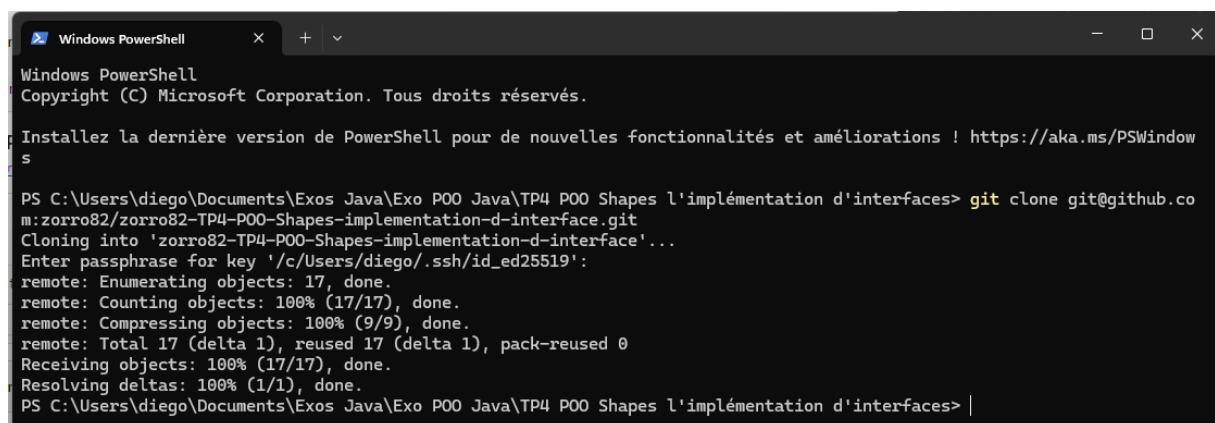 Windows PowerShell
Windows PowerShell
Copyright (C) Microsoft Corporation. Tous droits réservés.
Installez la dernière version de PowerShell pour de nouvelles fonctionnalités et améliorations ! https://aka.ms/PSWindow
s
PS C:\Users\diego\Documents\Exos Java\Exo POO Java\TP4 POO Shapes l'implémentation d'interfaces> git clone git@github.co
m:zorro82/zorro82-TP4-POO-Shapes-implementation-d-interface.git
Cloning into 'zorro82-TP4-POO-Shapes-implementation-d-interface'...
Enter passphrase for key '/c/Users/diego/.ssh/id_ed25519':
remote: Enumerating objects: 17, done.
remote: Counting objects: 100% (17/17), done.
remote: Compressing objects: 100% (9/9), done.
remote: Total 17 (delta 1), reused 17 (delta 1), pack-reused 0
Receiving objects: 100% (17/17), done.
Resolving deltas: 100% (1/1), done.
PS C:\Users\diego\Documents\Exos Java\Exo POO Java\TP4 POO Shapes l'implémentation d'interfaces>